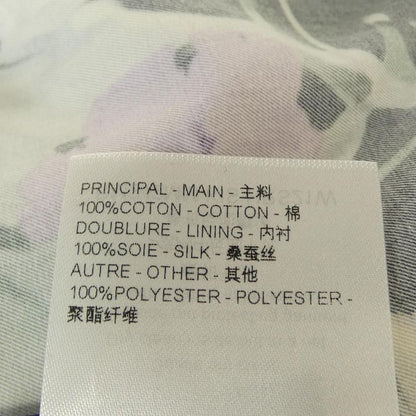 PRINCIPAL - MAIN - 主料
100%COTON - COTTON - 棉
DOUBLURE - LINING - 内衬
100%SOIE - SILK - 桑蚕丝
AUTRE - OTHER - 其他
100%POLYESTER - POLYESTER -
聚酯纤维